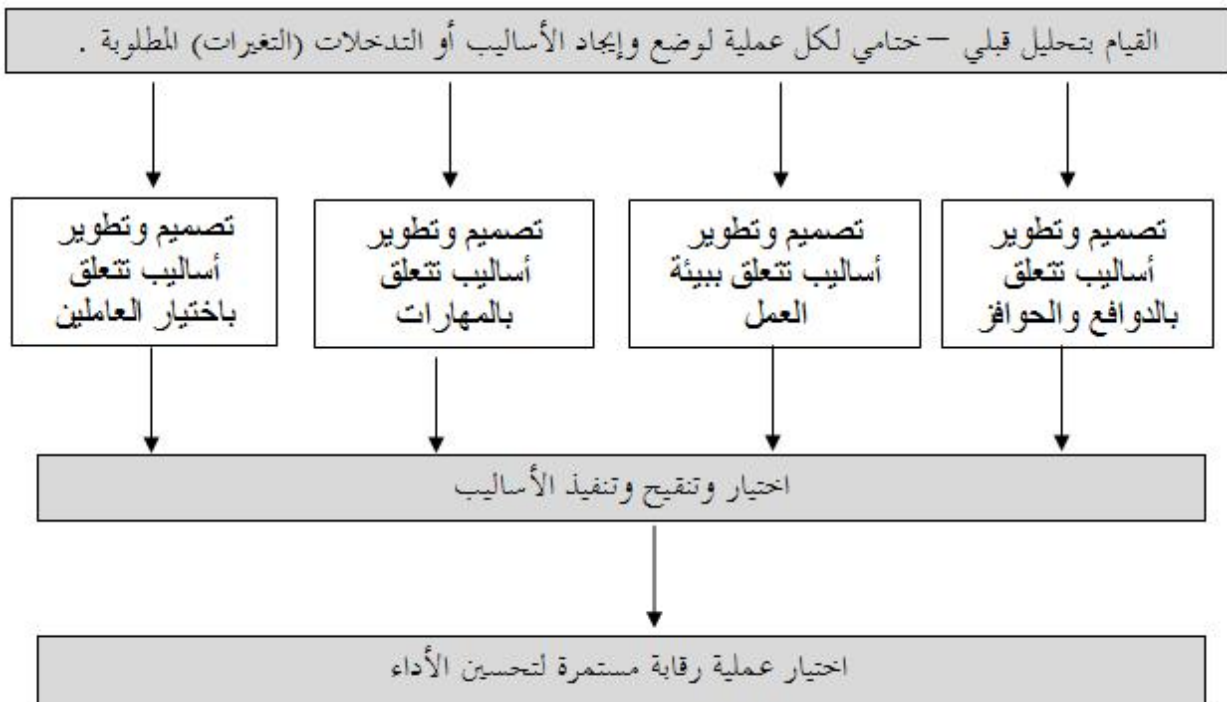 القيام بتحليل قبلي – ختامي لكل عملية لوضع وإيجاد الأساليب أو التدخلات (التغيرات) المطلوبة .
تصميم وتطوير
أساليب تتعلق
بالدوافع والحوافز
تصميم وتطوير
أساليب تتعلق ببيئة
العمل
تصميم وتطوير
أساليب تتعلق
بالمهارات
تصميم وتطوير
أساليب تتعلق
باختيار العاملين
اختيار وتنقيح وتنفيذ الأساليب
اختيار عملية رقابة مستمرة لتحسين الأداء